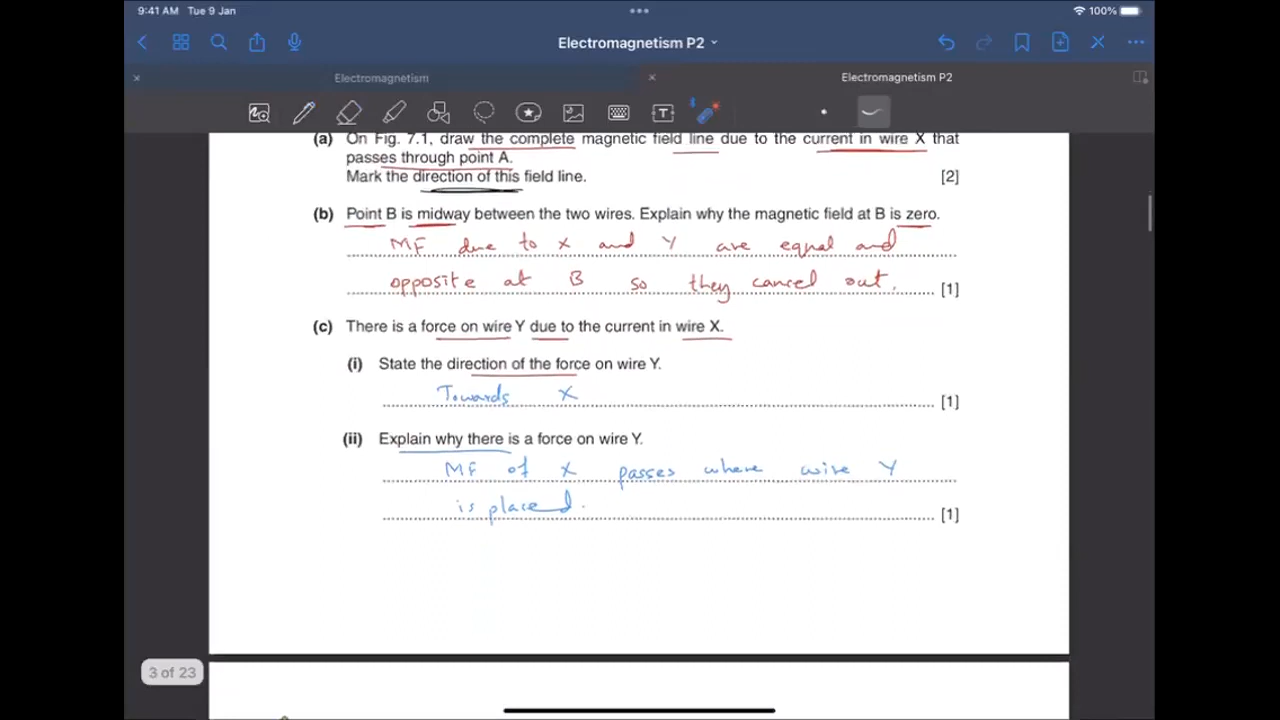 9:41 AM Tue 9 Jan
100%
Electromagnetism P2
Electromagnetism
Electromagnetism P2
(a) On Fig. 7.1, draw the complete magnetic field line due to the current in wire X that
passes through point A.
Mark the direction of this field line. [2]
(b) Point B is midway between the two wires. Explain why the magnetic field at B is zero.
MF due to X and Y are equal and
opposite at B so they cancel out. [1]
(c) There is a force on wire Y due to the current in wire X.
(i) State the direction of the force on wire Y.
Towards X [1]
(ii) Explain why there is a force on wire Y.
MF of X passes where wire Y
is placed. [1]
3 of 23